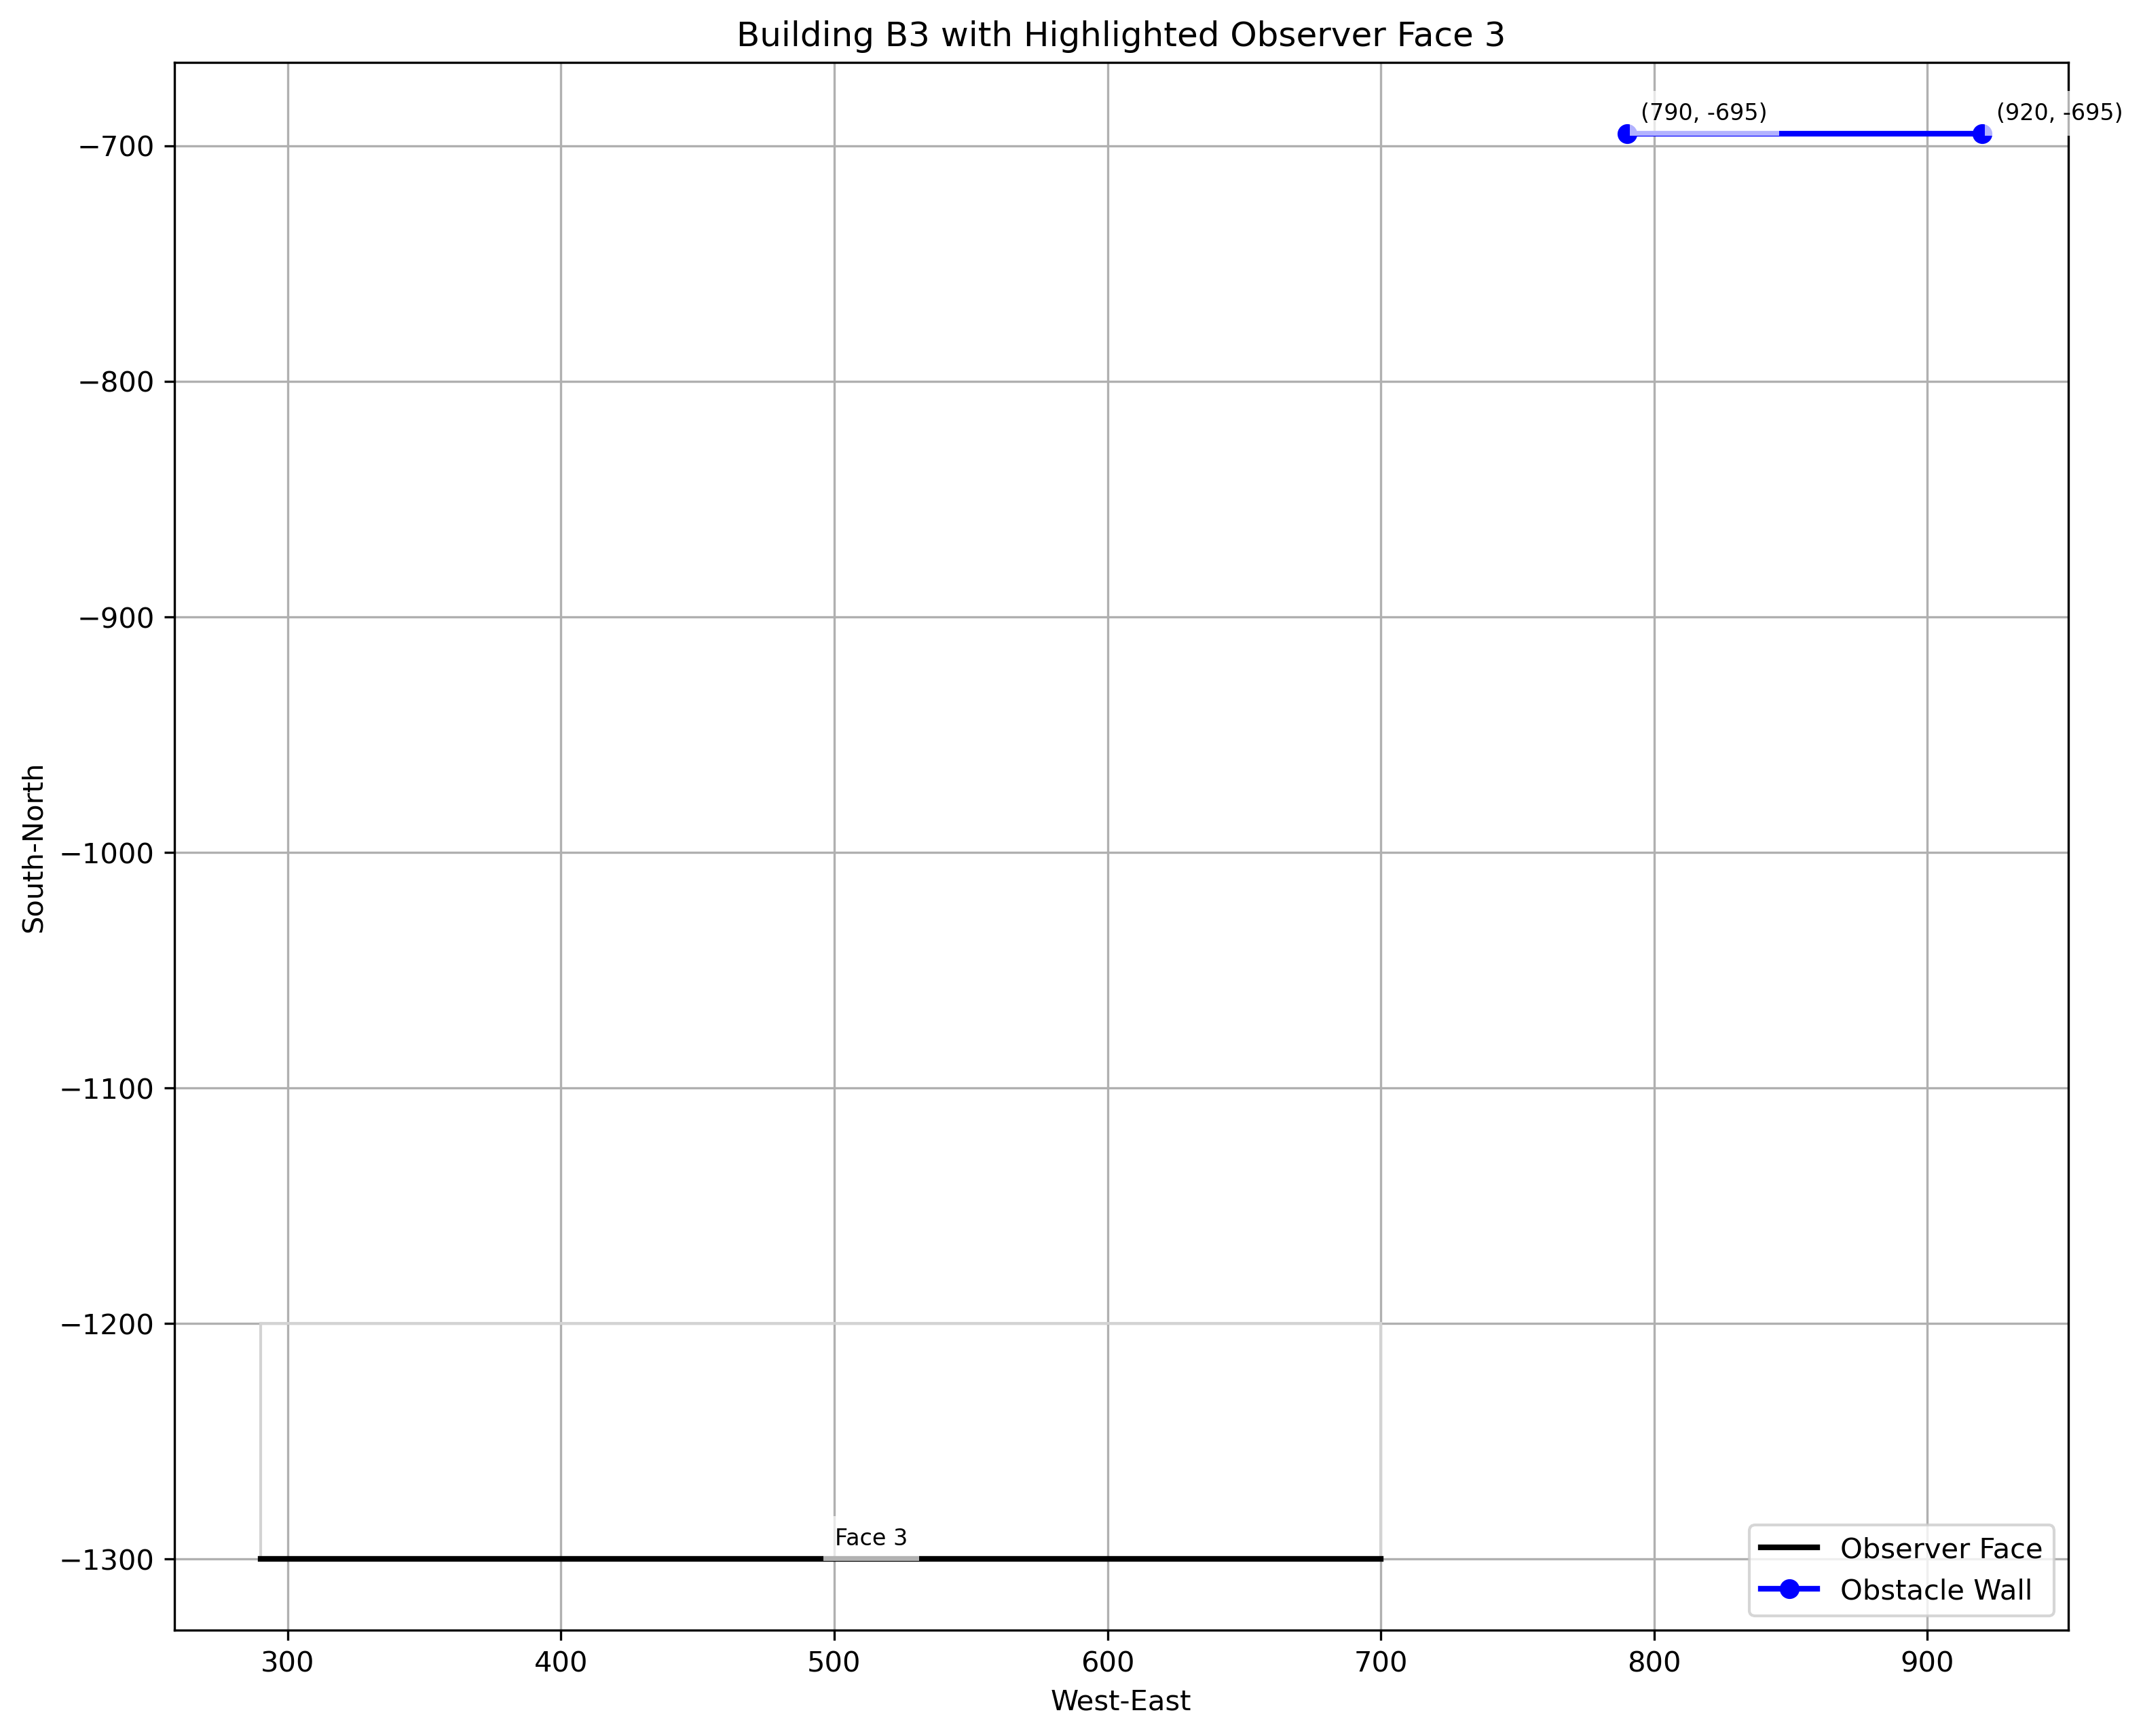 Building B3 with Highlighted Observer Face 3
(790, -695)
(920, -695)
−700
−800
−900
−1000
−1100
−1200
−1300
South-North
Face 3
Observer Face
Obstacle Wall
300
400
500
600
700
800
900
West-East